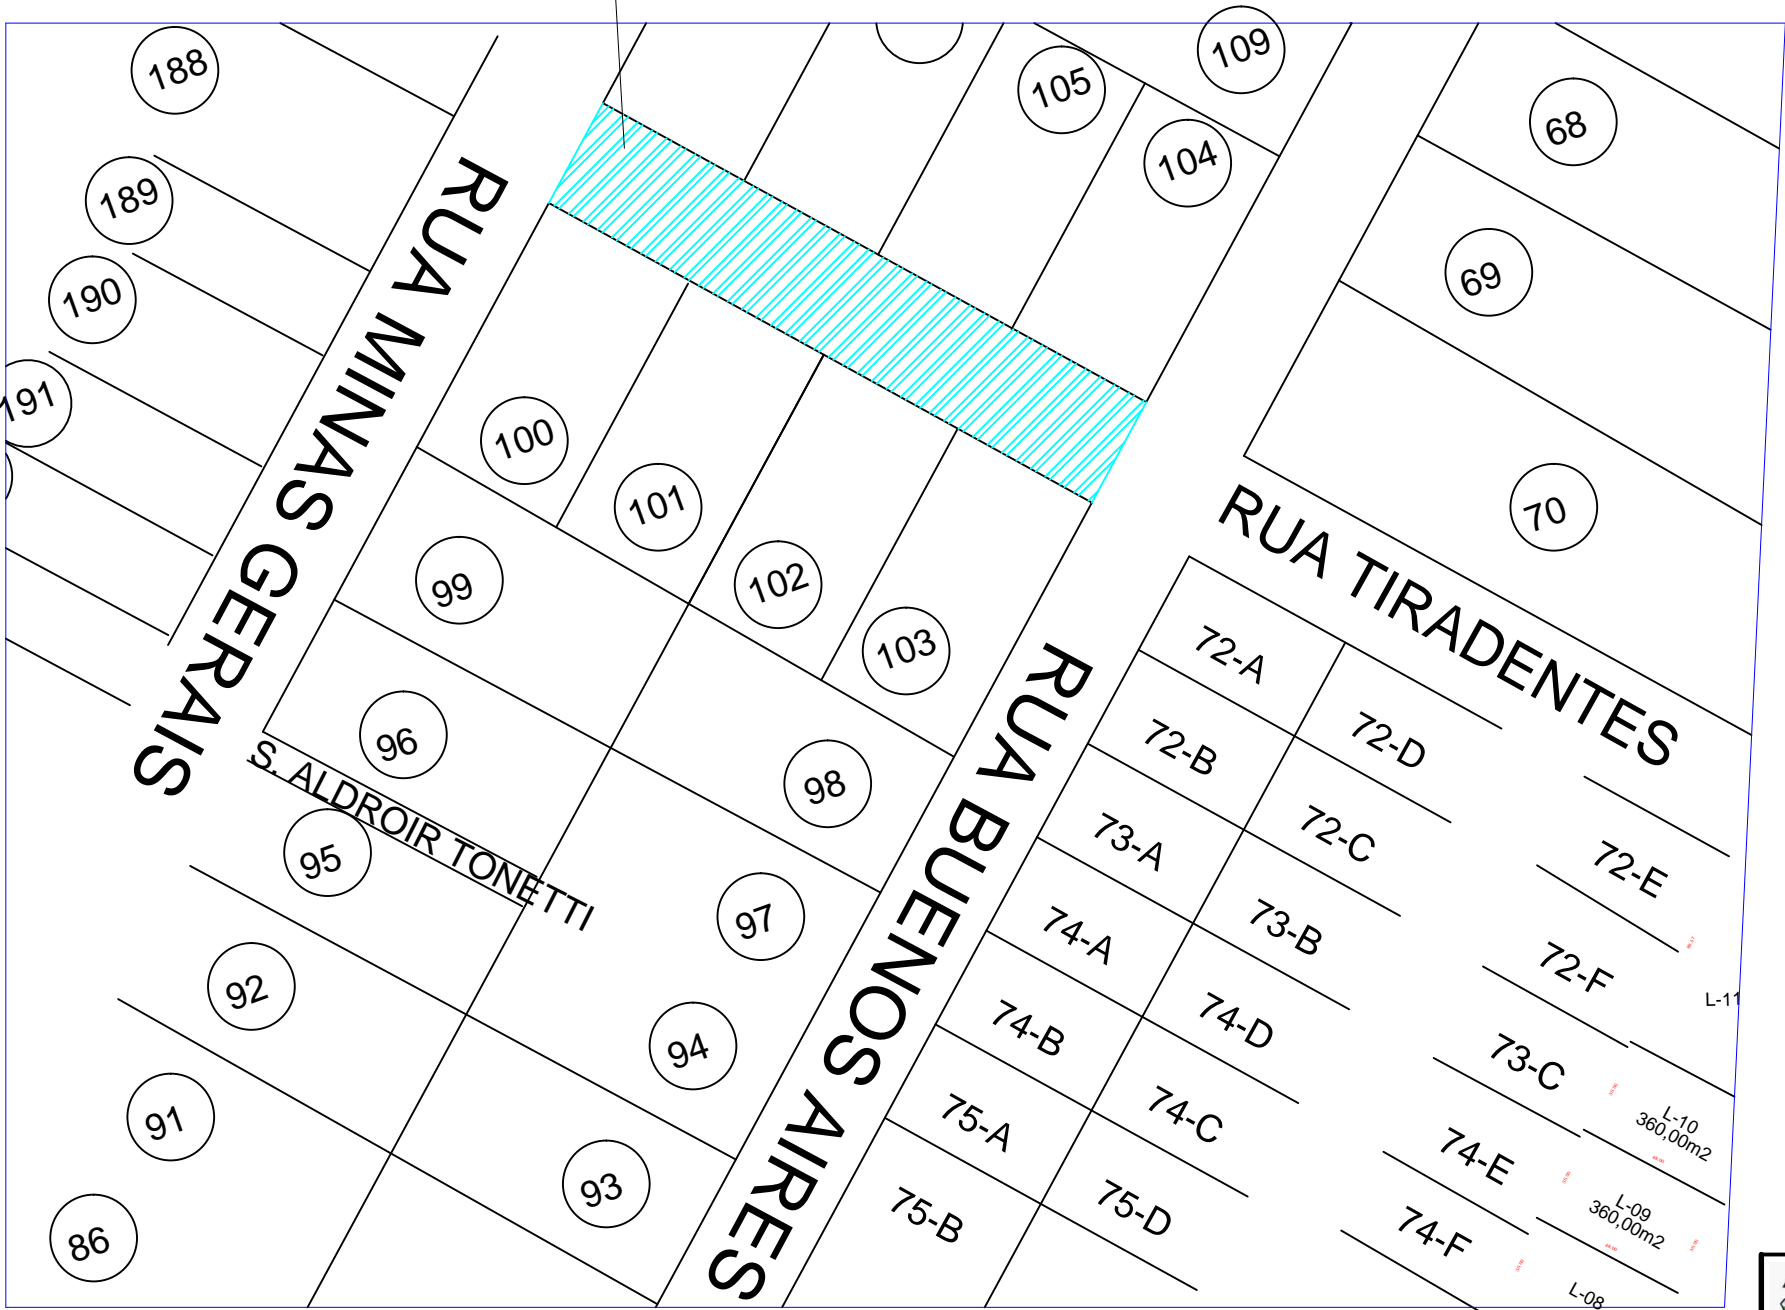 188
109
105
68
104
189
69
190
191
100
101
70
99
102
103
RUA MINAS GERAIS
RUA TIRADENTES
72-A
72-D
96
72-B
98
S. ALDROIR TONETTI
RUA BUENOS AIRES
95
73-A
72-C
72-E
97
74-A
73-B
72-F
92
L-11
94
74-B
74-D
73-C
91
75-A
74-C
L-10
360,00m2
74-E
93
75-B
75-D
L-09
360,00m2
86
74-F
L-08